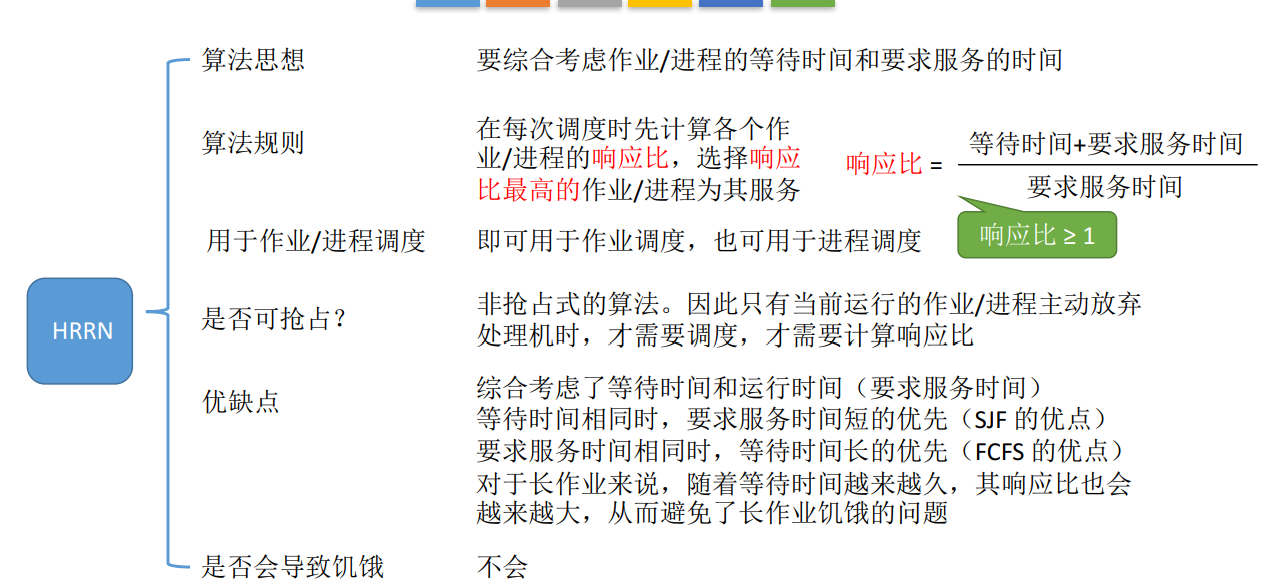 算法思想
要综合考虑作业/进程的等待时间和要求服务的时间
算法规则
在每次调度时先计算各个作
业/进程的响应比，选择响应
比最高的作业/进程为其服务
响应比 =
等待时间+要求服务时间
要求服务时间
响应比 ≥ 1
用于作业/进程调度
即可用于作业调度，也可用于进程调度
HRRN
是否可抢占？
非抢占式的算法。因此只有当前运行的作业/进程主动放弃
处理机时，才需要调度，才需要计算响应比
优缺点
综合考虑了等待时间和运行时间（要求服务时间）
等待时间相同时，要求服务时间短的优先（SJF 的优点）
要求服务时间相同时，等待时间长的优先（FCFS 的优点）
对于长作业来说，随着等待时间越来越久，其响应比也会
越来越大，从而避免了长作业饥饿的问题
是否会导致饥饿
不会